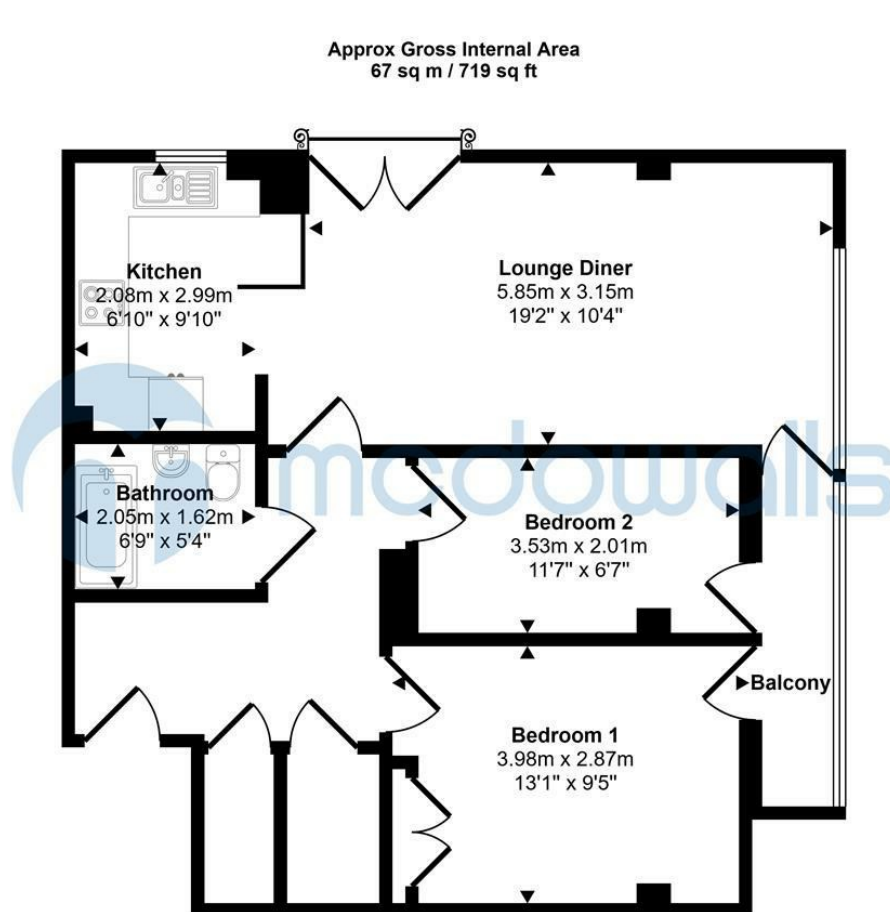 Approx Gross Internal Area
67 sq m / 719 sq ft
Kitchen
2.08m x 2.99m
6'10" x 9'10"
Lounge Diner
5.85m x 3.15m
19'2" x 10'4"
mcdowalls
Bathroom
2.05m x 1.62m
6'9" x 5'4"
Bedroom 2
3.53m x 2.01m
11'7" x 6'7"
Balcony
Bedroom 1
3.98m x 2.87m
13'1" x 9'5"